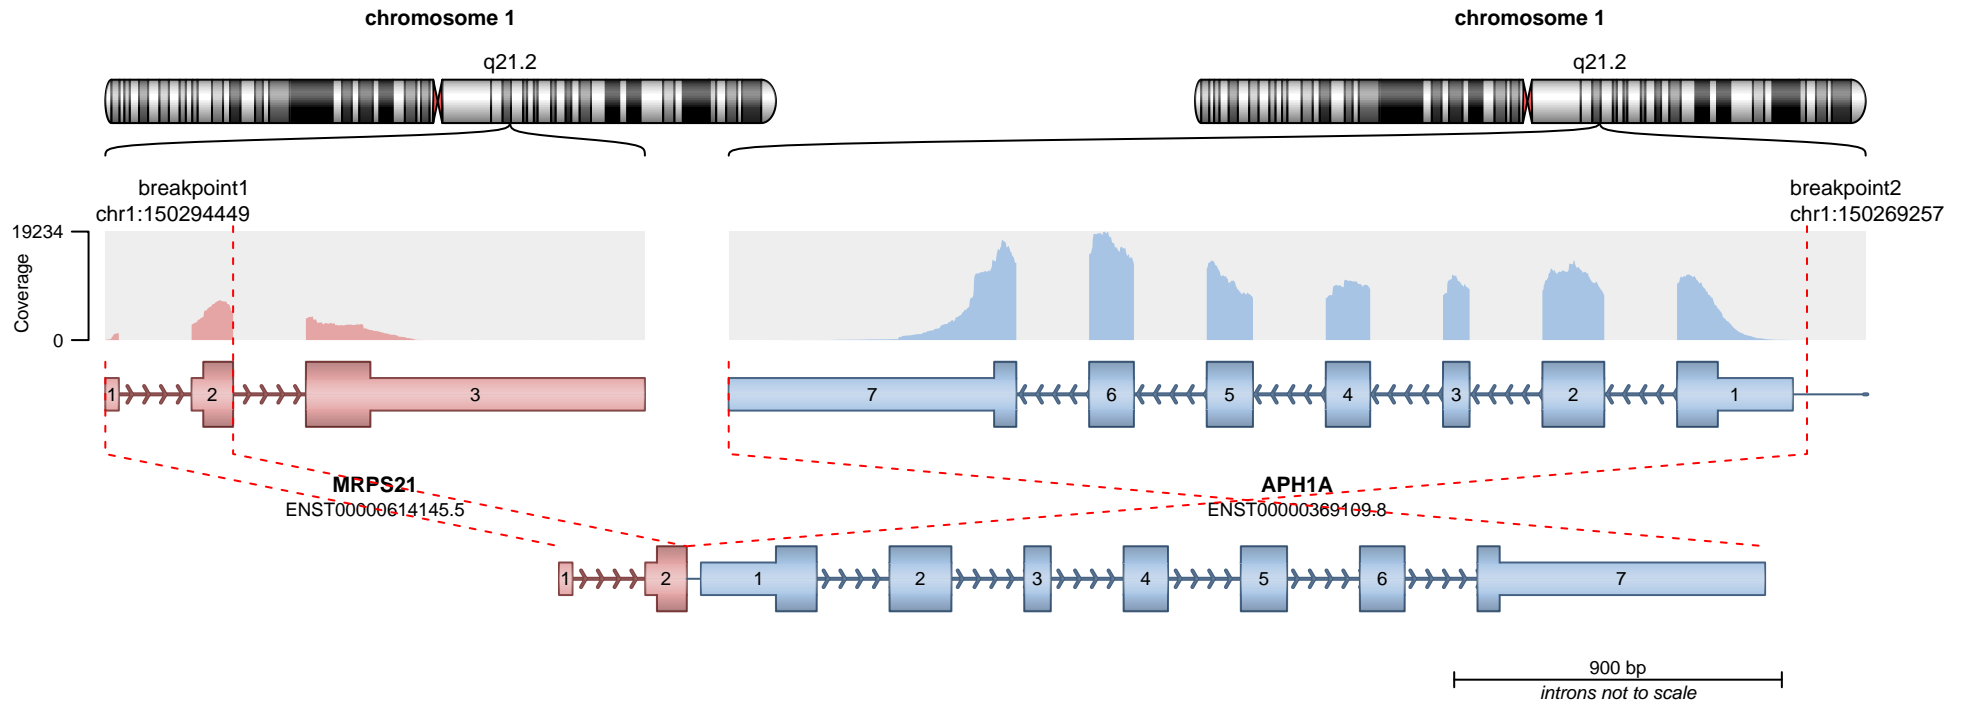 chromosome 1
chromosome 1
q21.2
q21.2
breakpoint1
chr1:150294449
breakpoint2
chr1:150269257
19234
Coverage
0
1 2 3
7 6 5 4 3 2 1
MRPS21
ENST00000614145.5
APH1A
ENST00000369109.8
1 2 1 2 3 4 5 6 7
900 bp
introns not to scale